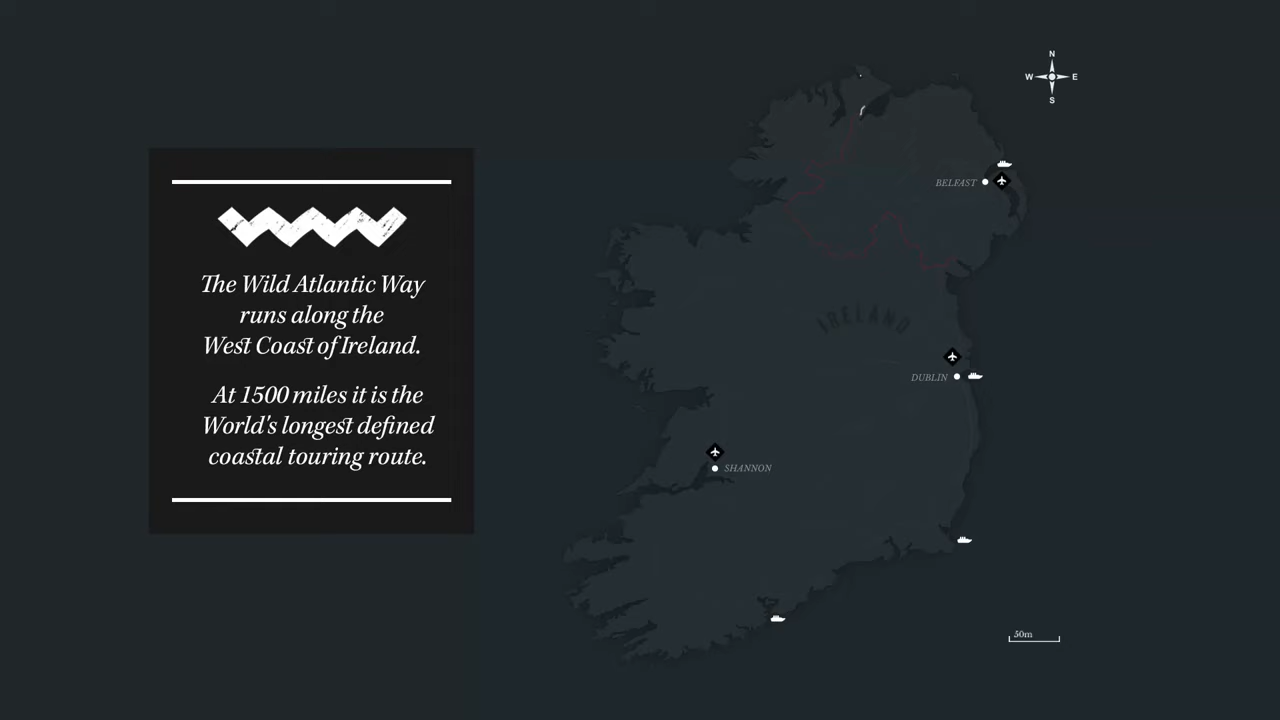 N
W E
S
The Wild Atlantic Way
runs along the
West Coast of Ireland.
At 1500 miles it is the
World's longest defined
coastal touring route.
BELFAST
IRELAND
DUBLIN
SHANNON
50m